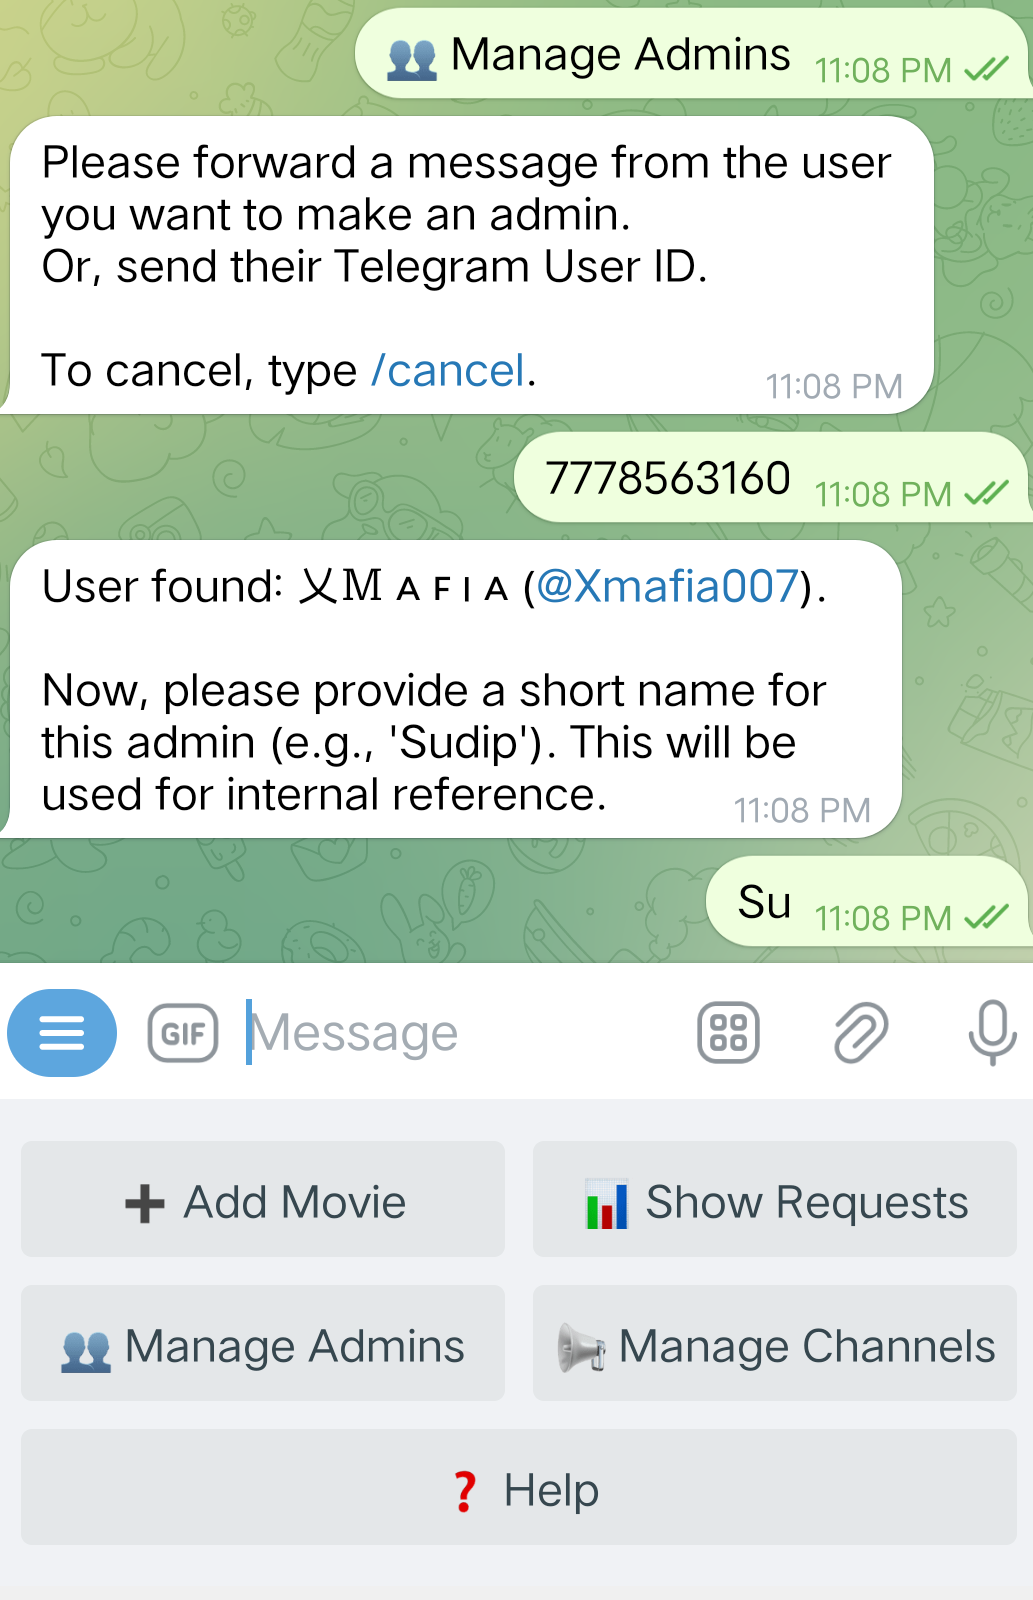 👥 Manage Admins 11:08 PM
Please forward a message from the user
you want to make an admin.
Or, send their Telegram User ID.
To cancel, type /cancel.
11:08 PM
7778563160 11:08 PM
User found: 乂M ᴀ ғ ɪ ᴀ (@Xmafia007).
Now, please provide a short name for
this admin (e.g., 'Sudip'). This will be
used for internal reference.
11:08 PM
Su 11:08 PM
GIF Message
➕ Add Movie
📊 Show Requests
👥 Manage Admins
📢 Manage Channels
❓ Help